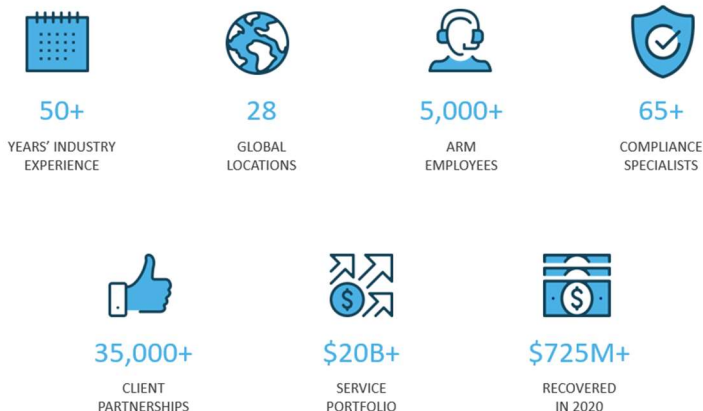 50+
YEARS' INDUSTRY
EXPERIENCE
28
GLOBAL
LOCATIONS
5,000+
ARM
EMPLOYEES
65+
COMPLIANCE
SPECIALISTS
$
$
35,000+
CLIENT
PARTNERSHIPS
$20B+
SERVICE
PORTFOLIO
$725M+
RECOVERED
IN 2020